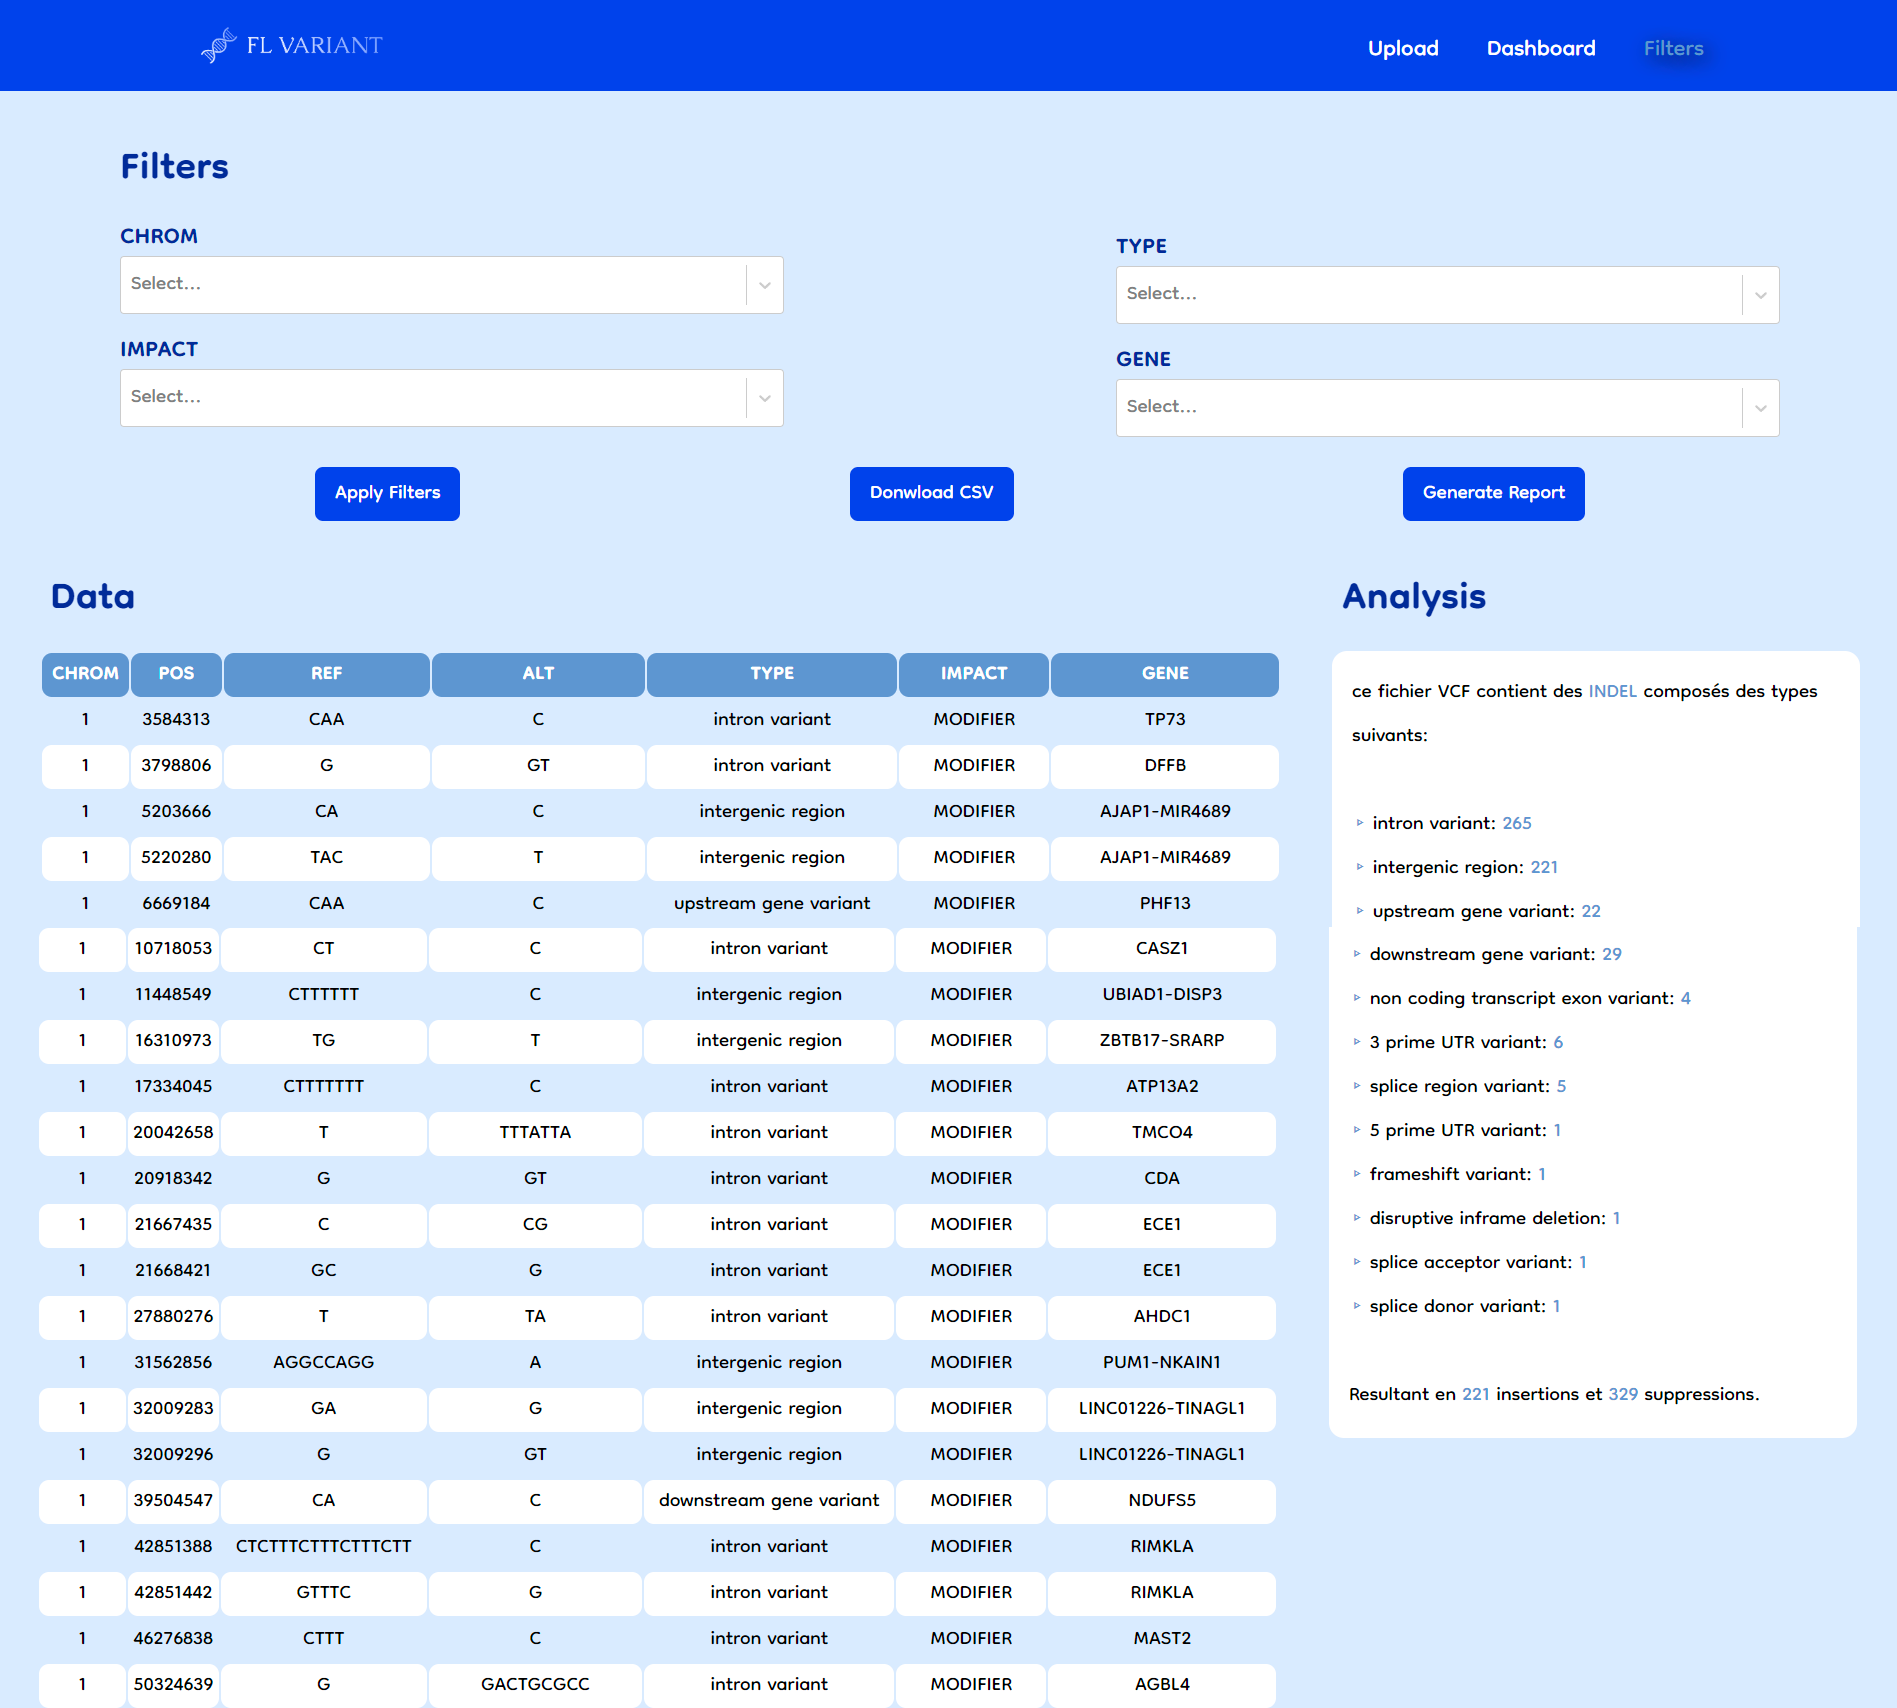 FL VARIANT
Upload Dashboard Filters
Filters
CHROM
Select...
TYPE
Select...
IMPACT
Select...
GENE
Select...
Apply Filters Donwload CSV Generate Report
Data
CHROM POS REF ALT TYPE IMPACT GENE
1 3584313 CAA C intron variant MODIFIER TP73
1 3798806 G GT intron variant MODIFIER DFFB
1 5203666 CA C intergenic region MODIFIER AJAP1-MIR4689
1 5220280 TAC T intergenic region MODIFIER AJAP1-MIR4689
1 6669184 CAA C upstream gene variant MODIFIER PHF13
1 10718053 CT C intron variant MODIFIER CASZ1
1 11448549 CTTTTTT C intergenic region MODIFIER UBIAD1-DISP3
1 16310973 TG T intergenic region MODIFIER ZBTB17-SRARP
1 17334045 CTTTTTTT C intron variant MODIFIER ATP13A2
1 20042658 T TTTATTA intron variant MODIFIER TMCO4
1 20918342 G GT intron variant MODIFIER CDA
1 21667435 C CG intron variant MODIFIER ECE1
1 21668421 GC G intron variant MODIFIER ECE1
1 27880276 T TA intron variant MODIFIER AHDC1
1 31562856 AGGCCAGG A intergenic region MODIFIER PUM1-NKAIN1
1 32009283 GA G intergenic region MODIFIER LINC01226-TINAGL1
1 32009296 G GT intergenic region MODIFIER LINC01226-TINAGL1
1 39504547 CA C downstream gene variant MODIFIER NDUFS5
1 42851388 CTCTTTCTTTCTTTCTT C intron variant MODIFIER RIMKLA
1 42851442 GTTTC G intron variant MODIFIER RIMKLA
1 46276838 CTTT C intron variant MODIFIER MAST2
1 50324639 G GACTGCGCC intron variant MODIFIER AGBL4
Analysis
ce fichier VCF contient des INDEL composés des types
suivants:
intron variant: 265
intergenic region: 221
upstream gene variant: 22
downstream gene variant: 29
non coding transcript exon variant: 4
3 prime UTR variant: 6
splice region variant: 5
5 prime UTR variant: 1
frameshift variant: 1
disruptive inframe deletion: 1
splice acceptor variant: 1
splice donor variant: 1
Resultant en 221 insertions et 329 suppressions.